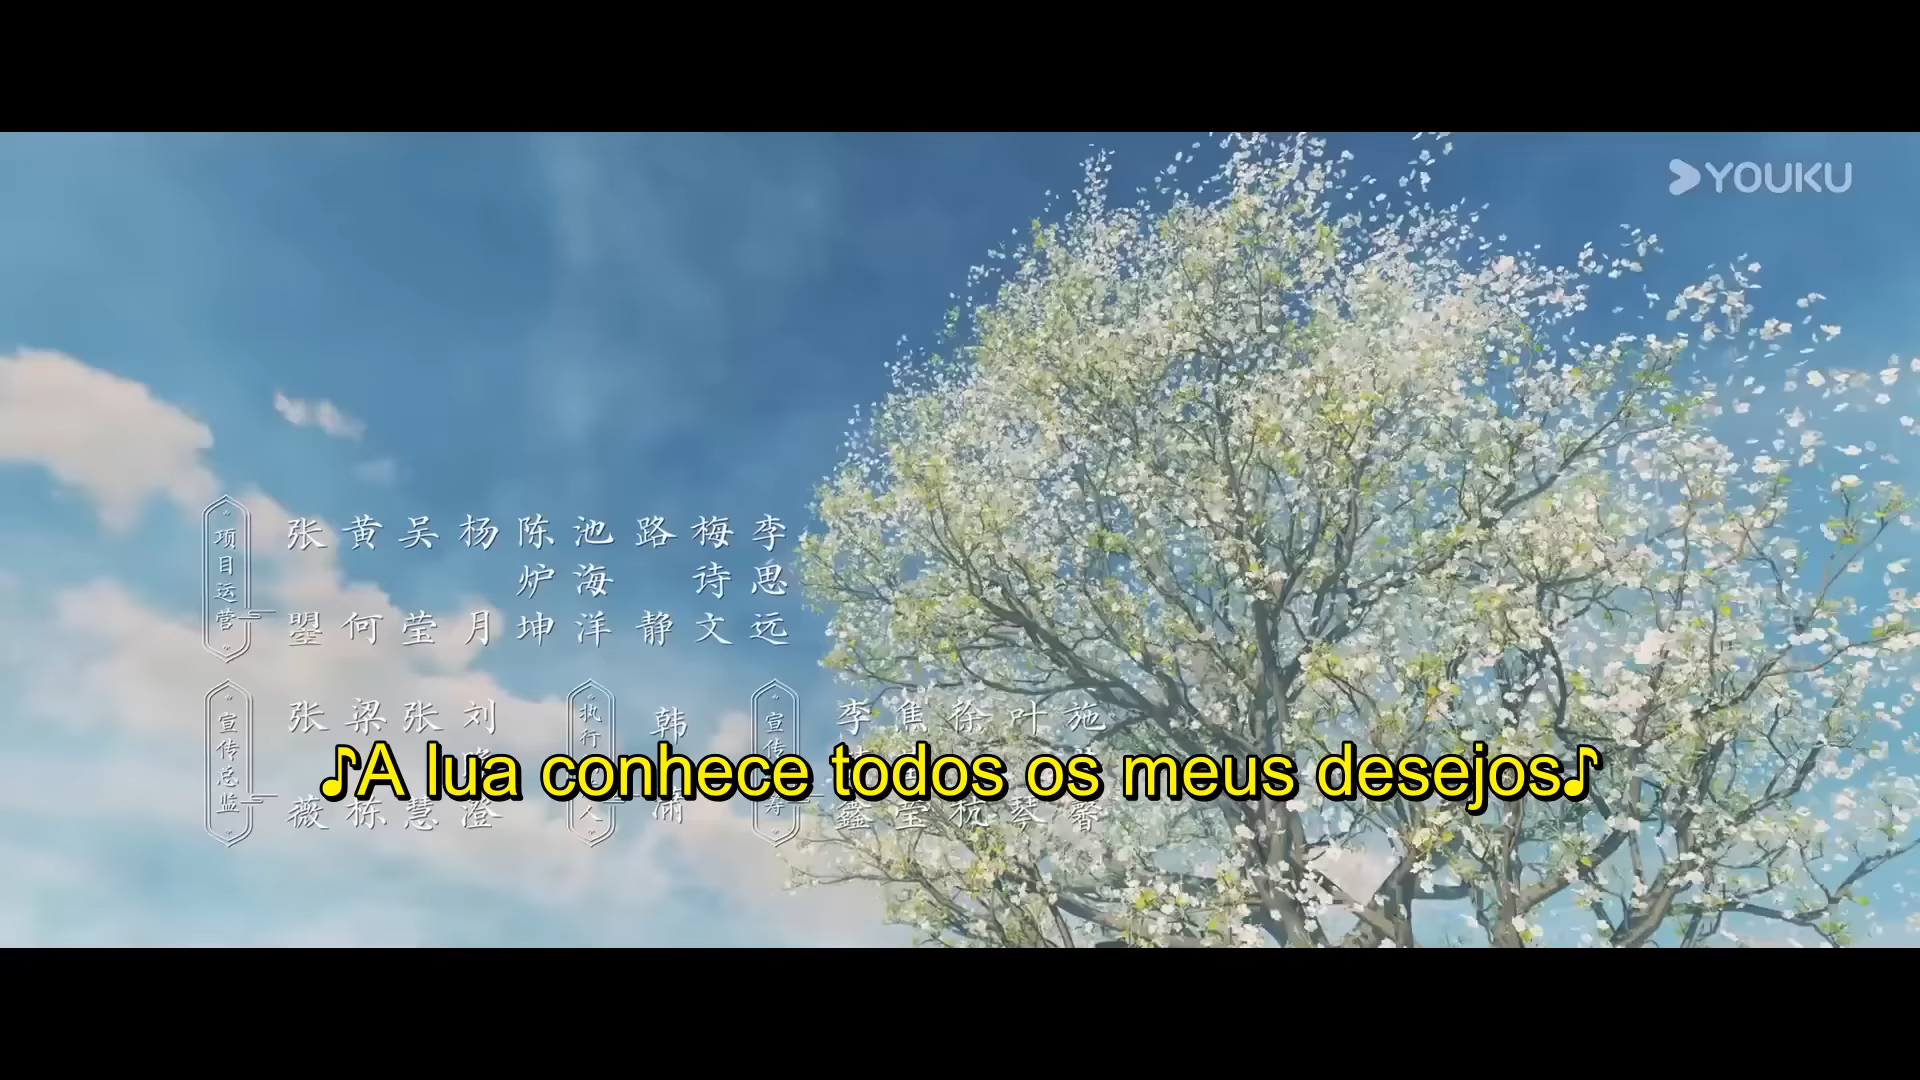 YOUKU
项目运营
张曌
黄何
吴莹
杨月
陈炉坤
池海洋
路静
梅诗文
李思远
宣传总监
张薇
梁栋
张慧
刘澄
执行 人
韩
宣传
李 鑫
焦 莹
徐 杭
叶 琴
施 馨
♪A lua conhece todos os meus desejos♪